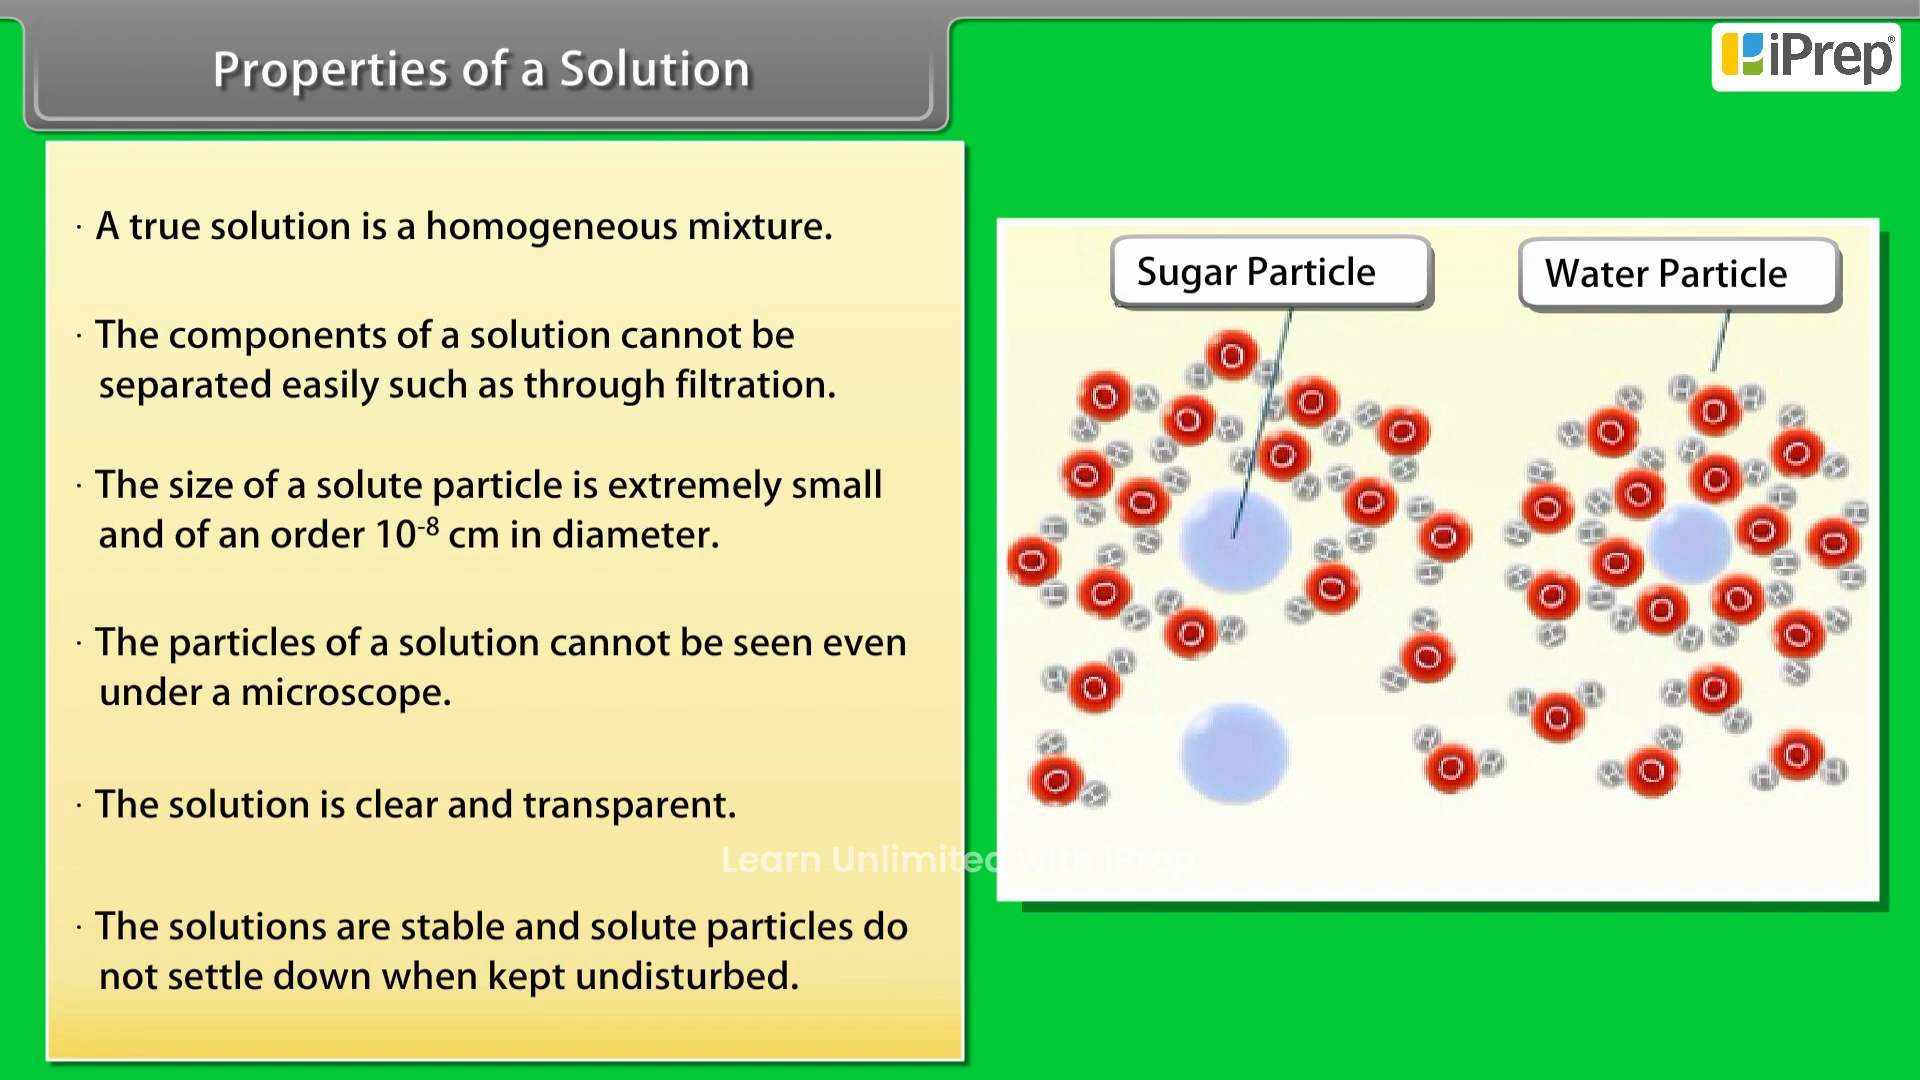 Properties of a Solution
iPrep®
· A true solution is a homogeneous mixture.
· The components of a solution cannot be
separated easily such as through filtration.
· The size of a solute particle is extremely small
and of an order 10⁻⁸ cm in diameter.
· The particles of a solution cannot be seen even
under a microscope.
· The solution is clear and transparent.
· The solutions are stable and solute particles do
not settle down when kept undisturbed.
Sugar Particle
Water Particle
Learn Unlimited with iPrep